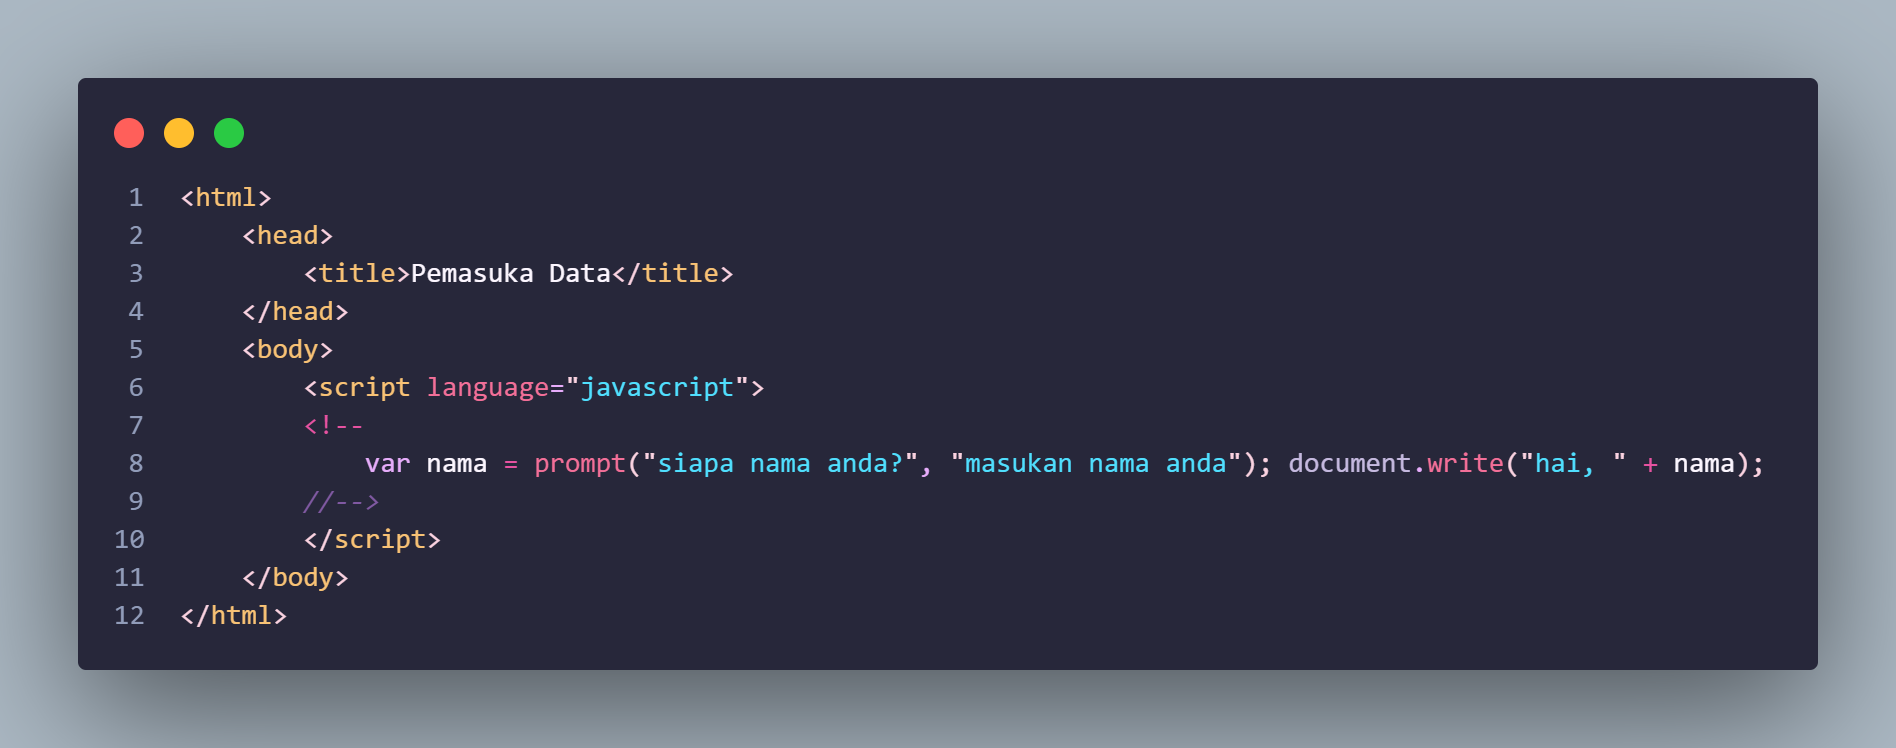 1 <html>
2     <head>
3         <title>Pemasuka Data</title>
4     </head>
5     <body>
6         <script language="javascript">
7         <!--
8             var nama = prompt("siapa nama anda?", "masukan nama anda"); document.write("hai, " + nama);
9         //-->
10         </script>
11     </body>
12 </html>